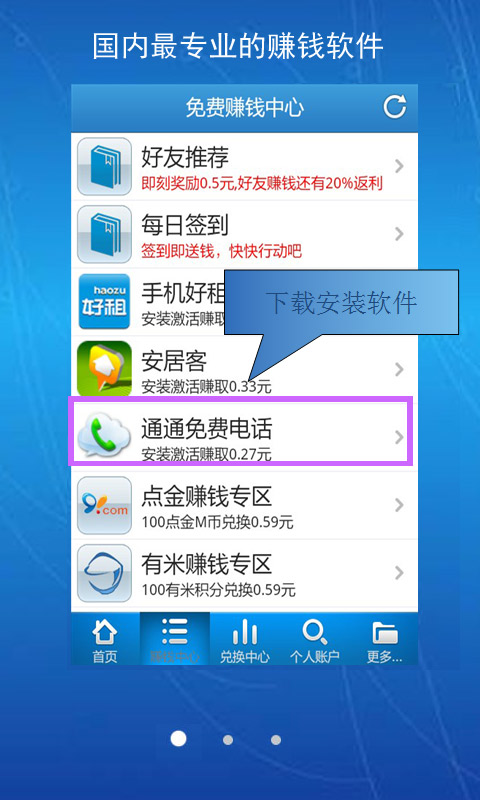 国内最专业的赚钱软件
免费赚钱中心
好友推荐
即刻奖励0.5元,好友赚钱还有20%返利
每日签到
签到即送钱，快快行动吧
haozu
好租
手机好租
安装激活赚取
下载安装软件
安居客
安装激活赚取0.33元
通通免费电话
安装激活赚取0.27元
91.com
点金赚钱专区
100点金M币兑换0.59元
有米赚钱专区
100有米积分兑换0.59元
首页
赚钱中心
兑换中心
个人账户
更多...